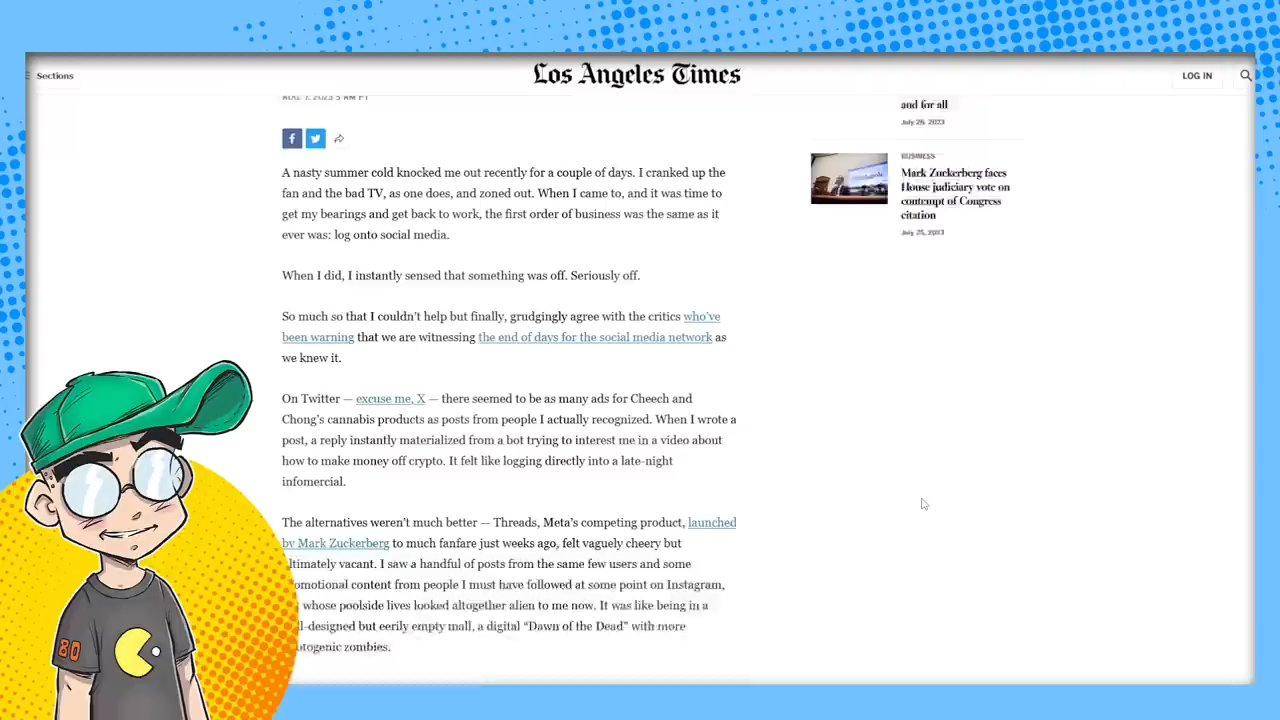 Sections
Los Angeles Times
LOG IN
AUG. 7, 2023 5 AM PT
and for all
July 26, 2023
BUSINESS
Mark Zuckerberg faces
House judiciary vote on
contempt of Congress
citation
July 25, 2023
A nasty summer cold knocked me out recently for a couple of days. I cranked up the
fan and the bad TV, as one does, and zoned out. When I came to, and it was time to
get my bearings and get back to work, the first order of business was the same as it
ever was: log onto social media.
When I did, I instantly sensed that something was off. Seriously off.
So much so that I couldn’t help but finally, grudgingly agree with the critics who’ve
been warning that we are witnessing the end of days for the social media network as
we knew it.
On Twitter — excuse me, X — there seemed to be as many ads for Cheech and
Chong’s cannabis products as posts from people I actually recognized. When I wrote a
post, a reply instantly materialized from a bot trying to interest me in a video about
how to make money off crypto. It felt like logging directly into a late-night
infomercial.
The alternatives weren’t much better — Threads, Meta’s competing product, launched
by Mark Zuckerberg to much fanfare just weeks ago, felt vaguely cheery but
ltimately vacant. I saw a handful of posts from the same few users and some
omotional content from people I must have followed at some point on Instagram,
whose poolside lives looked altogether alien to me now. It was like being in a
ll-designed but eerily empty mall, a digital “Dawn of the Dead” with more
otogenic zombies.
80